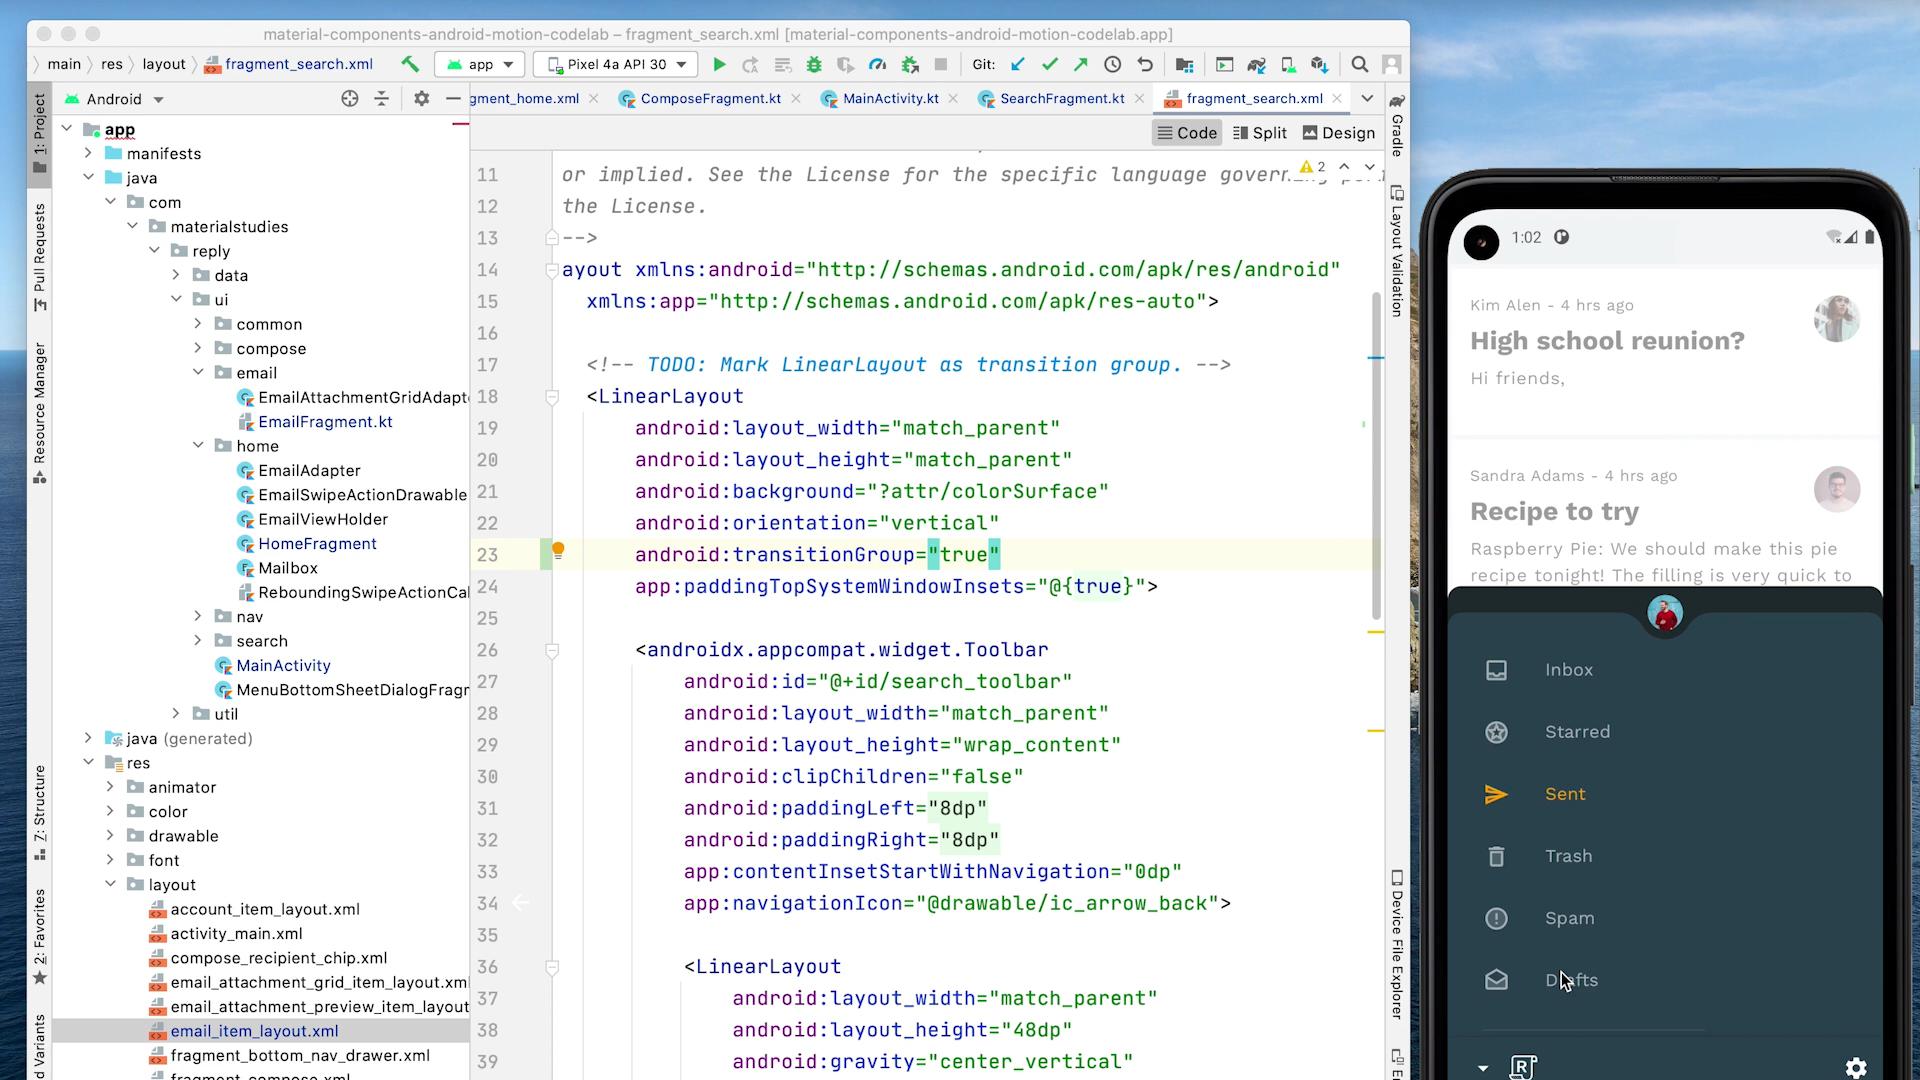 material-components-android-motion-codelab – fragment_search.xml [material-components-android-motion-codelab.app]
main res layout fragment_search.xml app Pixel 4a API 30 Git:
Android
gment_home.xml ComposeFragment.kt MainActivity.kt SearchFragment.kt fragment_search.xml
Code Split Design
1: Project
Pull Requests
Resource Manager
Z: Structure
2: Favorites
Variants
app
manifests
java
com
materialstudies
reply
data
ui
common
compose
email
EmailAttachmentGridAdapt
EmailFragment.kt
home
EmailAdapter
EmailSwipeActionDrawable
EmailViewHolder
HomeFragment
Mailbox
ReboundingSwipeActionCal
nav
search
MainActivity
MenuBottomSheetDialogFragr
util
java (generated)
res
animator
color
drawable
font
layout
account_item_layout.xml
activity_main.xml
compose_recipient_chip.xml
email_attachment_grid_item_layout.xml
email_attachment_preview_item_layout
email_item_layout.xml
fragment_bottom_nav_drawer.xml
fragment_compose.xml
2
11 or implied. See the License for the specific language govern
12 the License.
13 -->
14 ayout xmlns:android="http://schemas.android.com/apk/res/android"
15 xmlns:app="http://schemas.android.com/apk/res-auto">
16
17 <!-- TODO: Mark LinearLayout as transition group. -->
18 <LinearLayout
19 android:layout_width="match_parent"
20 android:layout_height="match_parent"
21 android:background="?attr/colorSurface"
22 android:orientation="vertical"
23 android:transitionGroup="true"
24 app:paddingTopSystemWindowInsets="@{true}">
25
26 <androidx.appcompat.widget.Toolbar
27 android:id="@+id/search_toolbar"
28 android:layout_width="match_parent"
29 android:layout_height="wrap_content"
30 android:clipChildren="false"
31 android:paddingLeft="8dp"
32 android:paddingRight="8dp"
33 app:contentInsetStartWithNavigation="0dp"
34 app:navigationIcon="@drawable/ic_arrow_back">
35
36 <LinearLayout
37 android:layout_width="match_parent"
38 android:layout_height="48dp"
39 android:gravity="center_vertical"
Gradle
Layout Validation
Device File Explorer
1:02
Kim Alen - 4 hrs ago
High school reunion?
Hi friends,
Sandra Adams - 4 hrs ago
Recipe to try
Raspberry Pie: We should make this pie
recipe tonight! The filling is very quick to
Inbox
Starred
Sent
Trash
Spam
Drafts